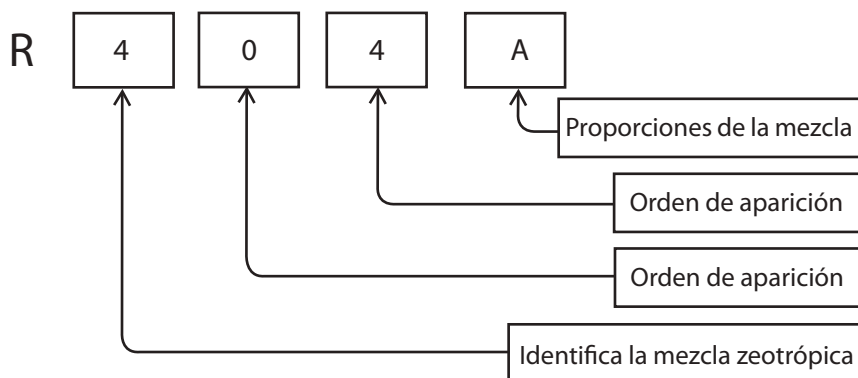 R 4 0 4 A
Proporciones de la mezcla
Orden de aparición
Orden de aparición
Identifica la mezcla zeotrópica